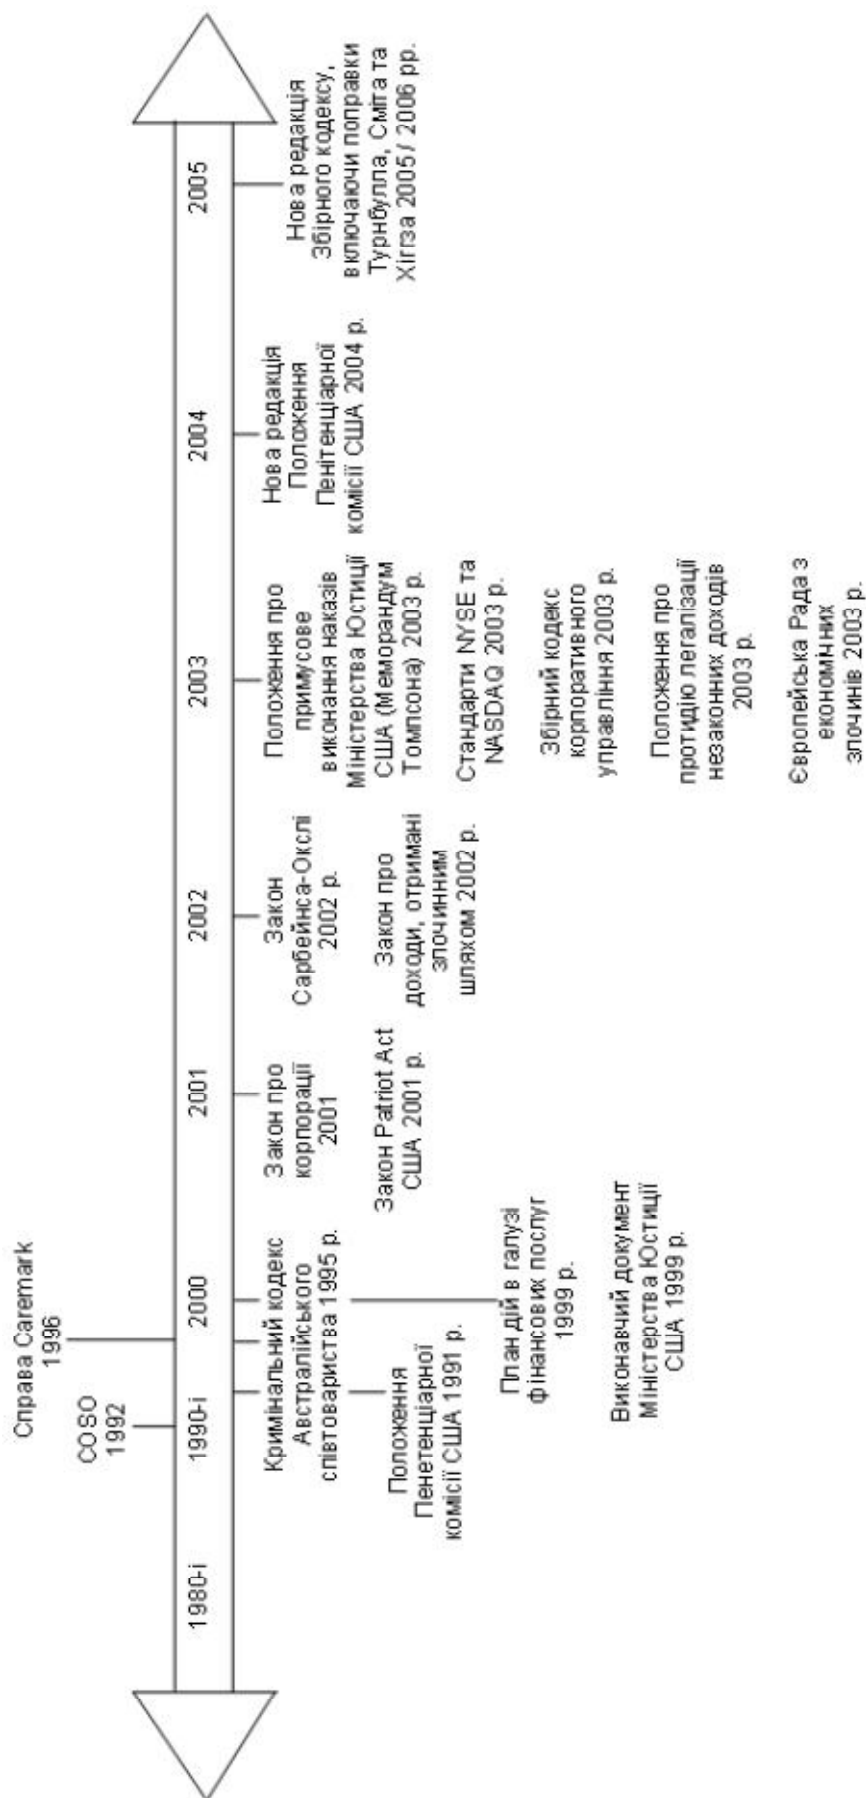 Справа Caremark
1996
COSO
1992
1980-і
1990-і
2000
2001
2002
2003
2004
2005
Кримінальний кодекс
Австралійського
співтовариства 1995 р.
Положення
Пенетенціарної
комісії США 1991 р.
План дій в галузі
фінансових послуг
1999 р.
Виконавчий документ
Міністерства Юстиції
США 1999 р.
Закон про
корпорації
2001
Закон Patriot Act
США 2001 р.
Закон
Сарбейнса-Окслі
2002 р.
Закон про
доходи, отримані
злочинним
шляхом 2002 р.
Положення про
примусове
виконання наказів
Міністерства Юстиції
США (Меморандум
Томпсона) 2003 р.
Стандарти NYSE та
NASDAQ 2003 р.
Збірний кодекс
корпоративного
управління 2003 р.
Положення про
протидію легалізації
незаконних доходів
2003 р.
Європейська Рада з
економічних
злочинів 2003 р.
Нова редакція
Положення
Пенітенціарної
комісії США 2004 р.
Нова редакція
Збірного кодексу,
включаючи поправки
Турнбулла, Сміта та
Хіггза 2005 / 2006 рр.